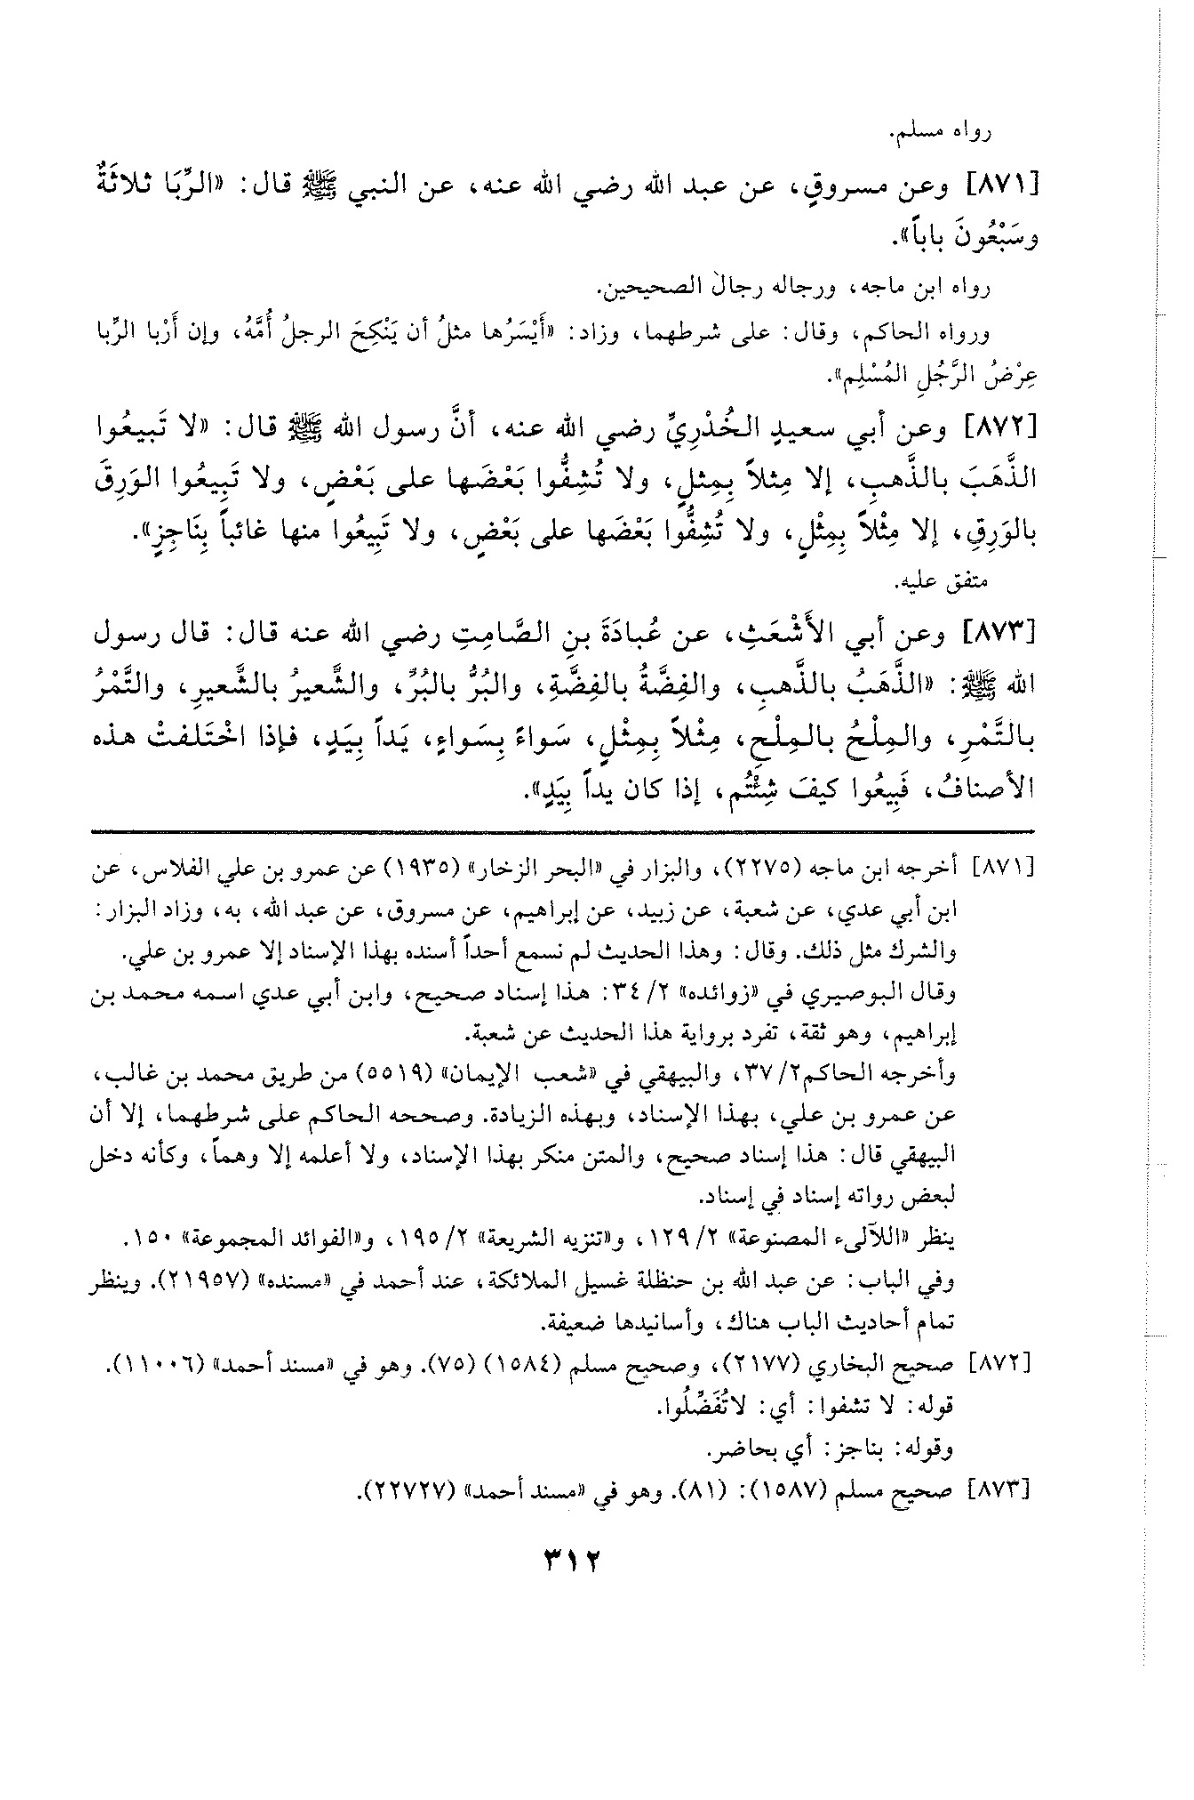 رواه مسلم.
[٨٧١] وعن مسروقٍ، عن عبد الله رضي الله عنه، عن النبي ﷺ قال: «الرِّبَا ثلاثَةٌ
وسَبْعُونَ باباً».
رواه ابن ماجه، ورجاله رجالُ الصحيحين.
ورواه الحاكم، وقال: على شرطهما، وزاد: «أَيْسَرُها مثلُ أن يَنْكِحَ الرجلُ أُمَّهُ، وإن أَرْبا الرِّبا
عِرْضُ الرَّجُلِ المُسْلِم».
[٨٧٢] وعن أبي سعيدٍ الخُدْرِيِّ رضي الله عنه، أنَّ رسول الله ﷺ قال: «لا تَبيعُوا
الذَّهَبَ بالذَّهبِ، إلا مِثلاً بِمِثلٍ، ولا تُشِفُّوا بَعْضَها على بَعْضٍ، ولا تَبِيعُوا الوَرِقَ
بالوَرِقِ، إلا مِثْلاً بِمِثْلٍ، ولا تُشِفُّوا بَعْضَها على بَعْضٍ، ولا تَبِيعُوا منها غائباً بِنَاجِزٍ».
متفق عليه.
[٨٧٣] وعن أبي الأَشْعَثِ، عن عُبادَةَ بنِ الصَّامِتِ رضي الله عنه قال: قال رسول
الله ﷺ: «الذَّهَبُ بالذَّهبِ، والفِضَّةُ بالفِضَّةِ، والبُرُّ بالبُرِّ، والشَّعيرُ بالشَّعيرِ، والتَّمْرُ
بالتَّمْرِ، والمِلْحُ بالمِلْحِ، مِثْلاً بِمِثْلٍ، سَواءً بِسَواءٍ، يَداً بِيَدٍ، فإذا اخْتَلفتْ هذه
الأصنافُ، فَبِيعُوا كيفَ شِئْتُم، إذا كان يداً بِيَدٍ».
[٨٧١] أخرجه ابن ماجه (٢٢٧٥)، والبزار في «البحر الزخار» (١٩٣٥) عن عمرو بن علي الفلاس، عن
ابن أبي عدي، عن شعبة، عن زبيد، عن إبراهيم، عن مسروق، عن عبد الله، به، وزاد البزار:
والشرك مثل ذلك. وقال: وهذا الحديث لم نسمع أحداً أسنده بهذا الإسناد إلا عمرو بن علي.
وقال البوصيري في «زوائده» ٢/ ٣٤: هذا إسناد صحيح، وابن أبي عدي اسمه محمد بن
إبراهيم، وهو ثقة، تفرد برواية هذا الحديث عن شعبة.
وأخرجه الحاكم٢/ ٣٧، والبيهقي في «شعب الإيمان» (٥٥١٩) من طريق محمد بن غالب،
عن عمرو بن علي، بهذا الإسناد، وبهذه الزيادة. وصححه الحاكم على شرطهما، إلا أن
البيهقي قال: هذا إسناد صحيح، والمتن منكر بهذا الإسناد، ولا أعلمه إلا وهماً، وكأنه دخل
لبعض رواته إسناد في إسناد.
ينظر «اللآلىء المصنوعة» ٢/ ١٢٩، و«تنزيه الشريعة» ٢/ ١٩٥، و«الفوائد المجموعة» ١٥٠.
وفي الباب: عن عبد الله بن حنظلة غسيل الملائكة، عند أحمد في «مسنده» (٢١٩٥٧). وينظر
تمام أحاديث الباب هناك، وأسانيدها ضعيفة.
[٨٧٢] صحيح البخاري (٢١٧٧)، وصحيح مسلم (١٥٨٤) (٧٥). وهو في «مسند أحمد» (١١٠٠٦).
قوله: لا تشفوا: أي: لاتُفَضِّلُوا.
وقوله: بناجز: أي بحاضر.
[٨٧٣] صحيح مسلم (١٥٨٧): (٨١). وهو في «مسند أحمد» (٢٢٧٢٧).
٣١٢